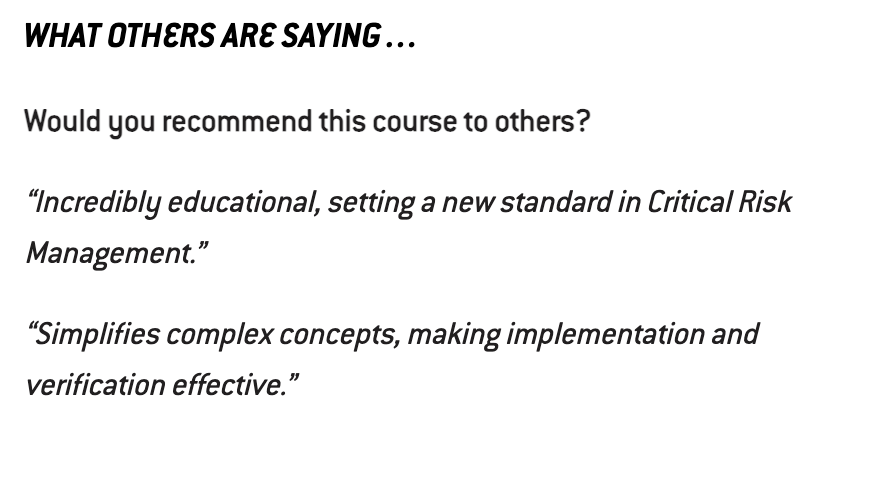 WHAT OTHERS ARE SAYING ...
Would you recommend this course to others?
“Incredibly educational, setting a new standard in Critical Risk
Management.”
“Simplifies complex concepts, making implementation and
verification effective.”